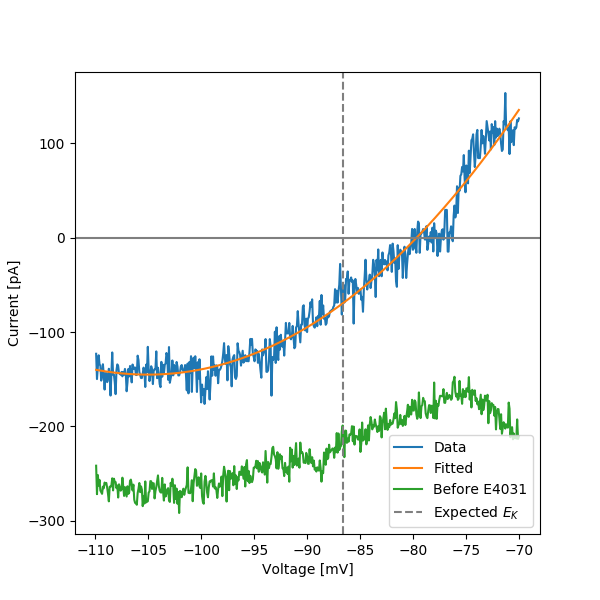 100
0
−100
−200
−300
Current [pA]
−110 −105 −100 −95 −90 −85 −80 −75 −70
Voltage [mV]
Data
Fitted
Before E4031
Expected E_K